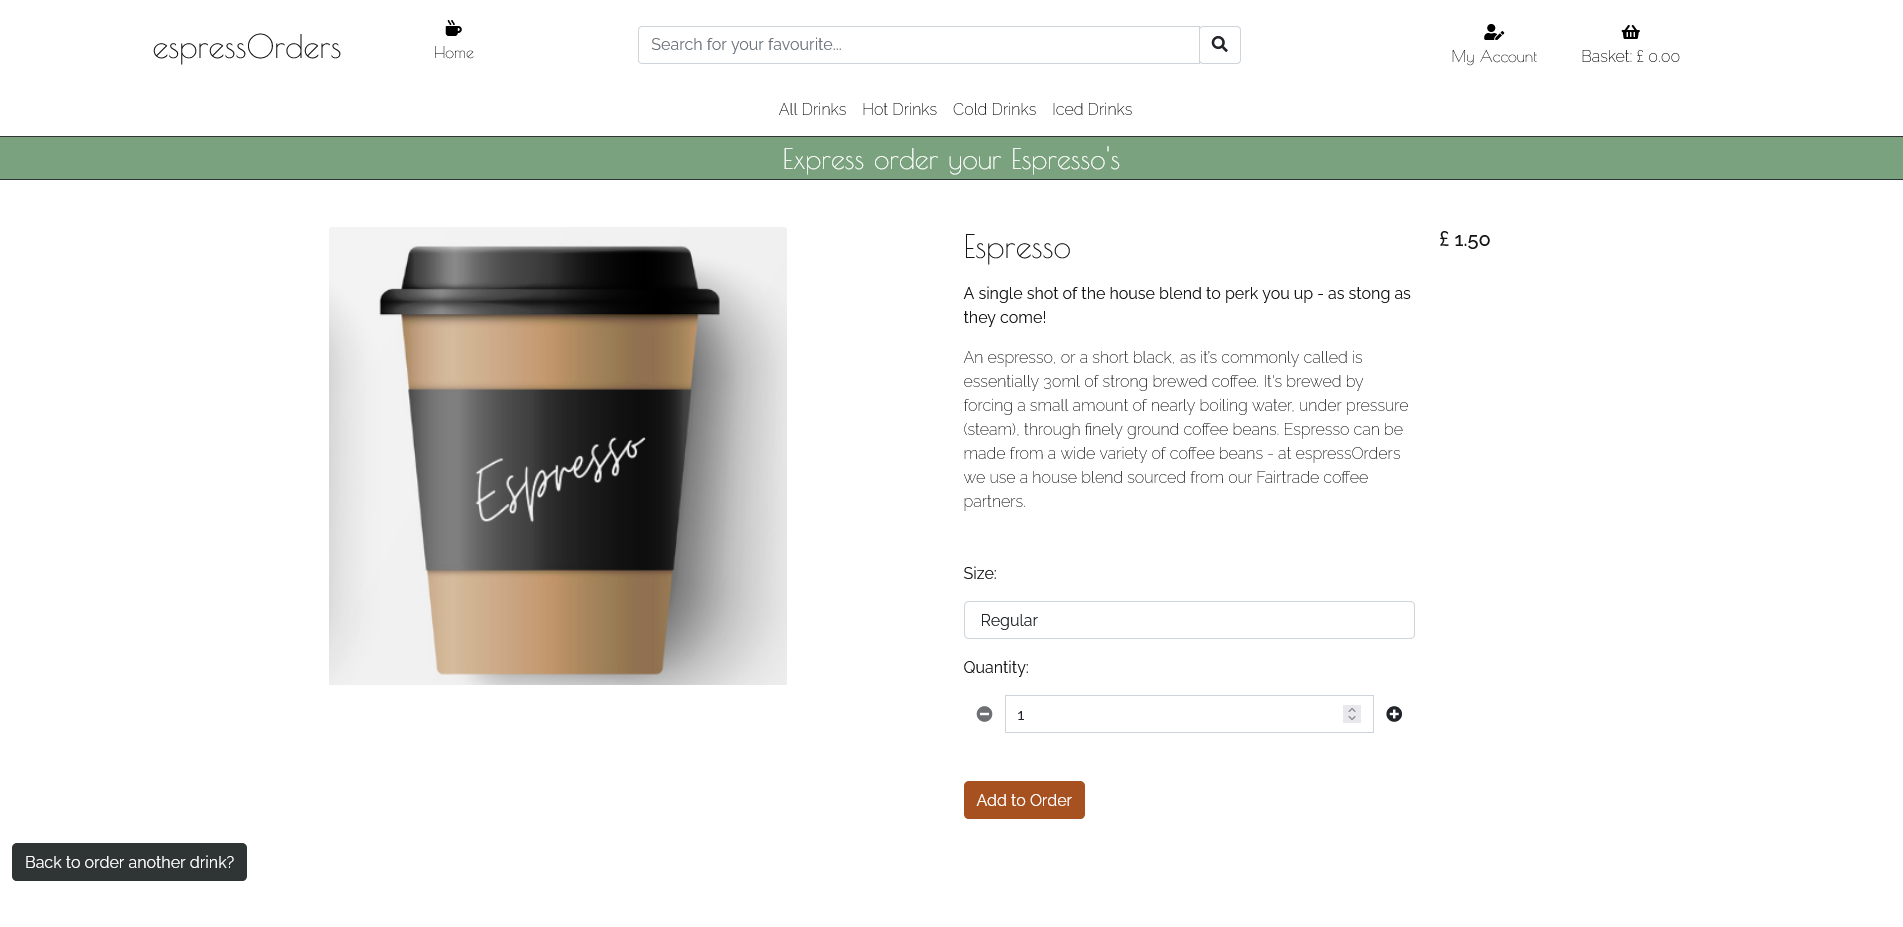 espressOrders
Home
Search for your favourite...
My Account
Basket: £ 0.00
All Drinks Hot Drinks Cold Drinks Iced Drinks
Express order your Espresso's
Espresso
Espresso
£ 1.50
A single shot of the house blend to perk you up - as stong as
they come!
An espresso, or a short black, as it's commonly called is
essentially 30ml of strong brewed coffee. It's brewed by
forcing a small amount of nearly boiling water, under pressure
(steam), through finely ground coffee beans. Espresso can be
made from a wide variety of coffee beans - at espressOrders
we use a house blend sourced from our Fairtrade coffee
partners.
Size:
Regular
Quantity:
1
Add to Order
Back to order another drink?